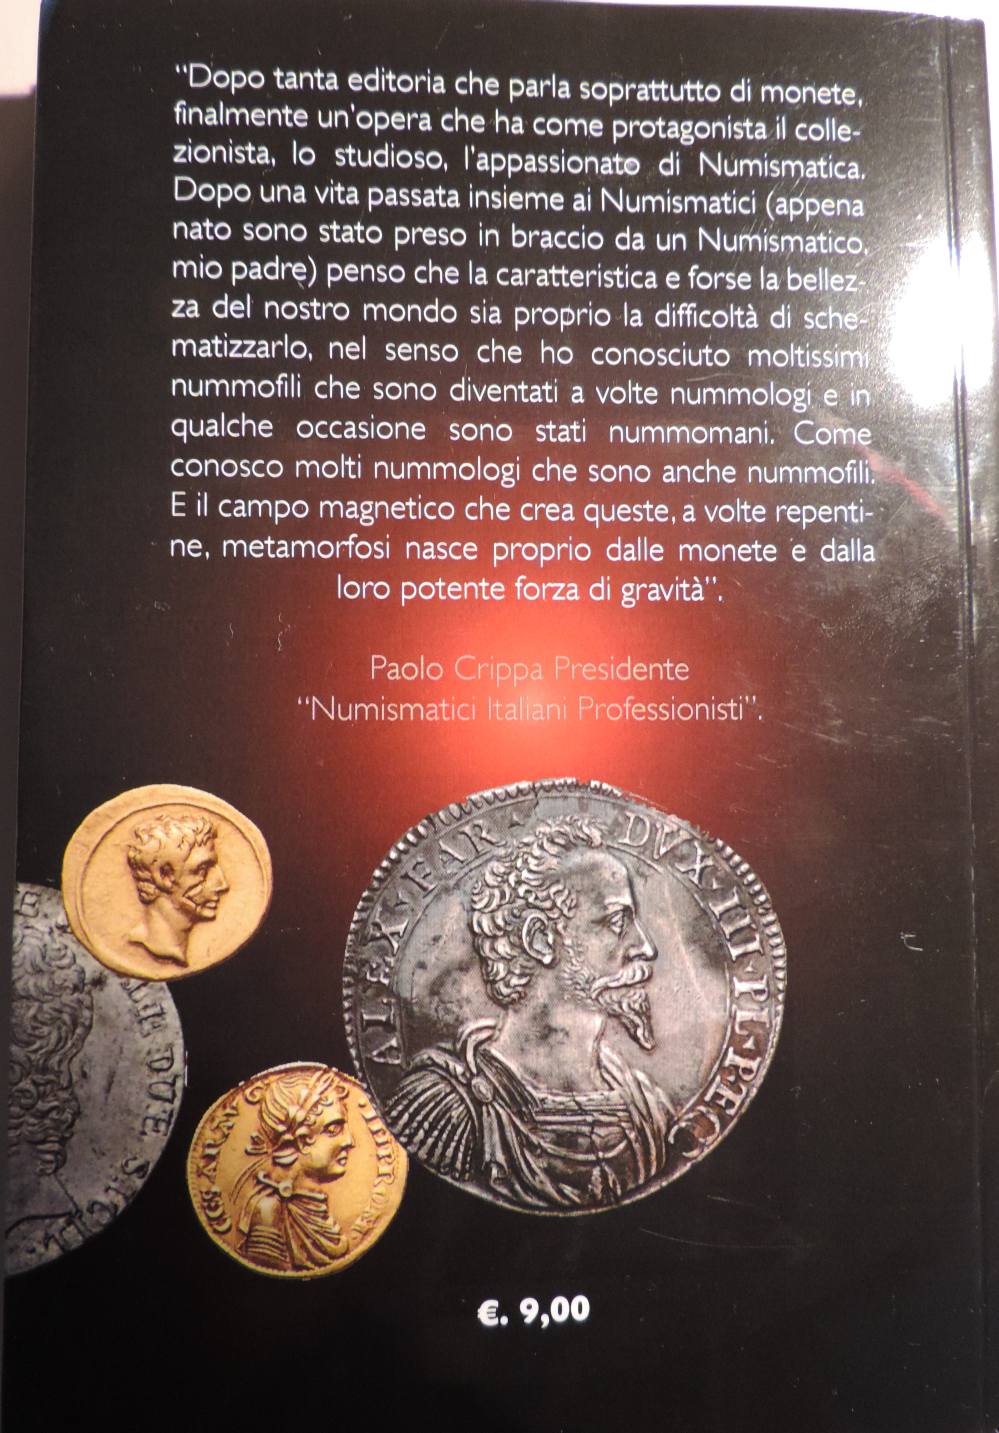 "Dopo tanta editoria che parla soprattutto di monete,
finalmente un'opera che ha come protagonista il colle-
zionista, lo studioso, l'appassionato di Numismatica.
Dopo una vita passata insieme ai Numismatici (appena
nato sono stato preso in braccio da un Numismatico,
mio padre) penso che la caratteristica e forse la bellez-
za del nostro mondo sia proprio la difficoltà di sche-
matizzarlo, nel senso che ho conosciuto moltissimi
nummofili che sono diventati a volte nummologi e in
qualche occasione sono stati nummomani. Come
conosco molti nummologi che sono anche nummofili.
E il campo magnetico che crea queste, a volte repenti-
ne, metamorfosi nasce proprio dalle monete e dalla
loro potente forza di gravità".
Paolo Crippa Presidente
"Numismatici Italiani Professionisti".
ALEX·FAR· DVX·III·PL·P·EC
DVE S·IC
CESARAV
€. 9,00